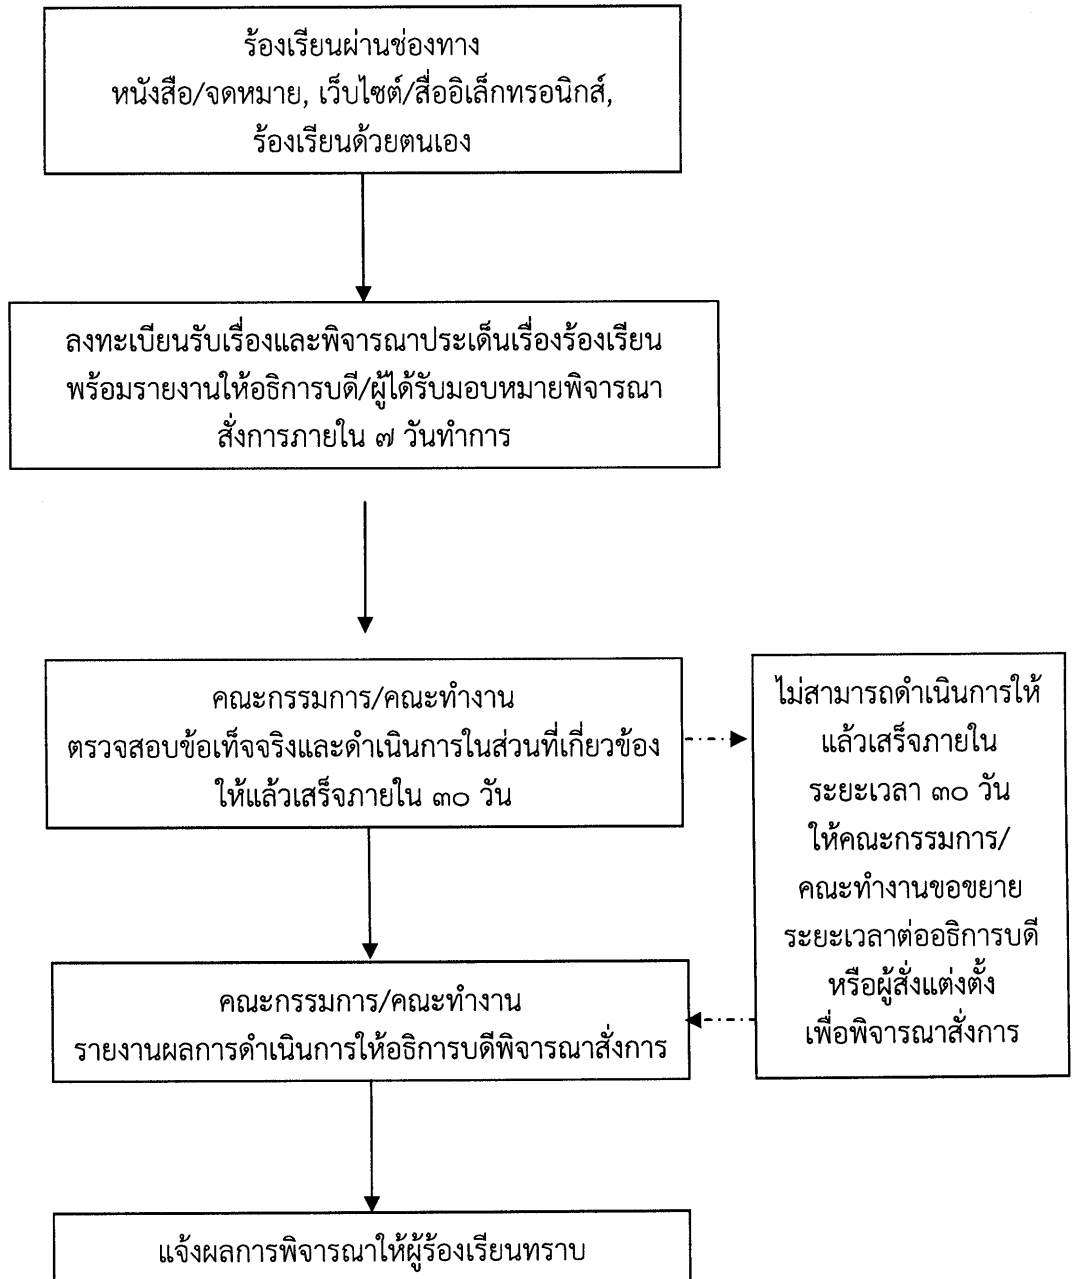 ร้องเรียนผ่านช่องทาง
หนังสือ/จดหมาย, เว็บไซต์/สื่ออิเล็กทรอนิกส์,
ร้องเรียนด้วยตนเอง
ลงทะเบียนรับเรื่องและพิจารณาประเด็นเรื่องร้องเรียน
พร้อมรายงานให้อธิการบดี/ผู้ได้รับมอบหมายพิจารณา
สั่งการภายใน ๗ วันทำการ
คณะกรรมการ/คณะทำงาน
ตรวจสอบข้อเท็จจริงและดำเนินการในส่วนที่เกี่ยวข้อง
ให้แล้วเสร็จภายใน ๓๐ วัน
ไม่สามารถดำเนินการให้
แล้วเสร็จภายใน
ระยะเวลา ๓๐ วัน
ให้คณะกรรมการ/
คณะทำงานขอขยาย
ระยะเวลาต่ออธิการบดี
หรือผู้สั่งแต่งตั้ง
เพื่อพิจารณาสั่งการ
คณะกรรมการ/คณะทำงาน
รายงานผลการดำเนินการให้อธิการบดีพิจารณาสั่งการ
แจ้งผลการพิจารณาให้ผู้ร้องเรียนทราบ